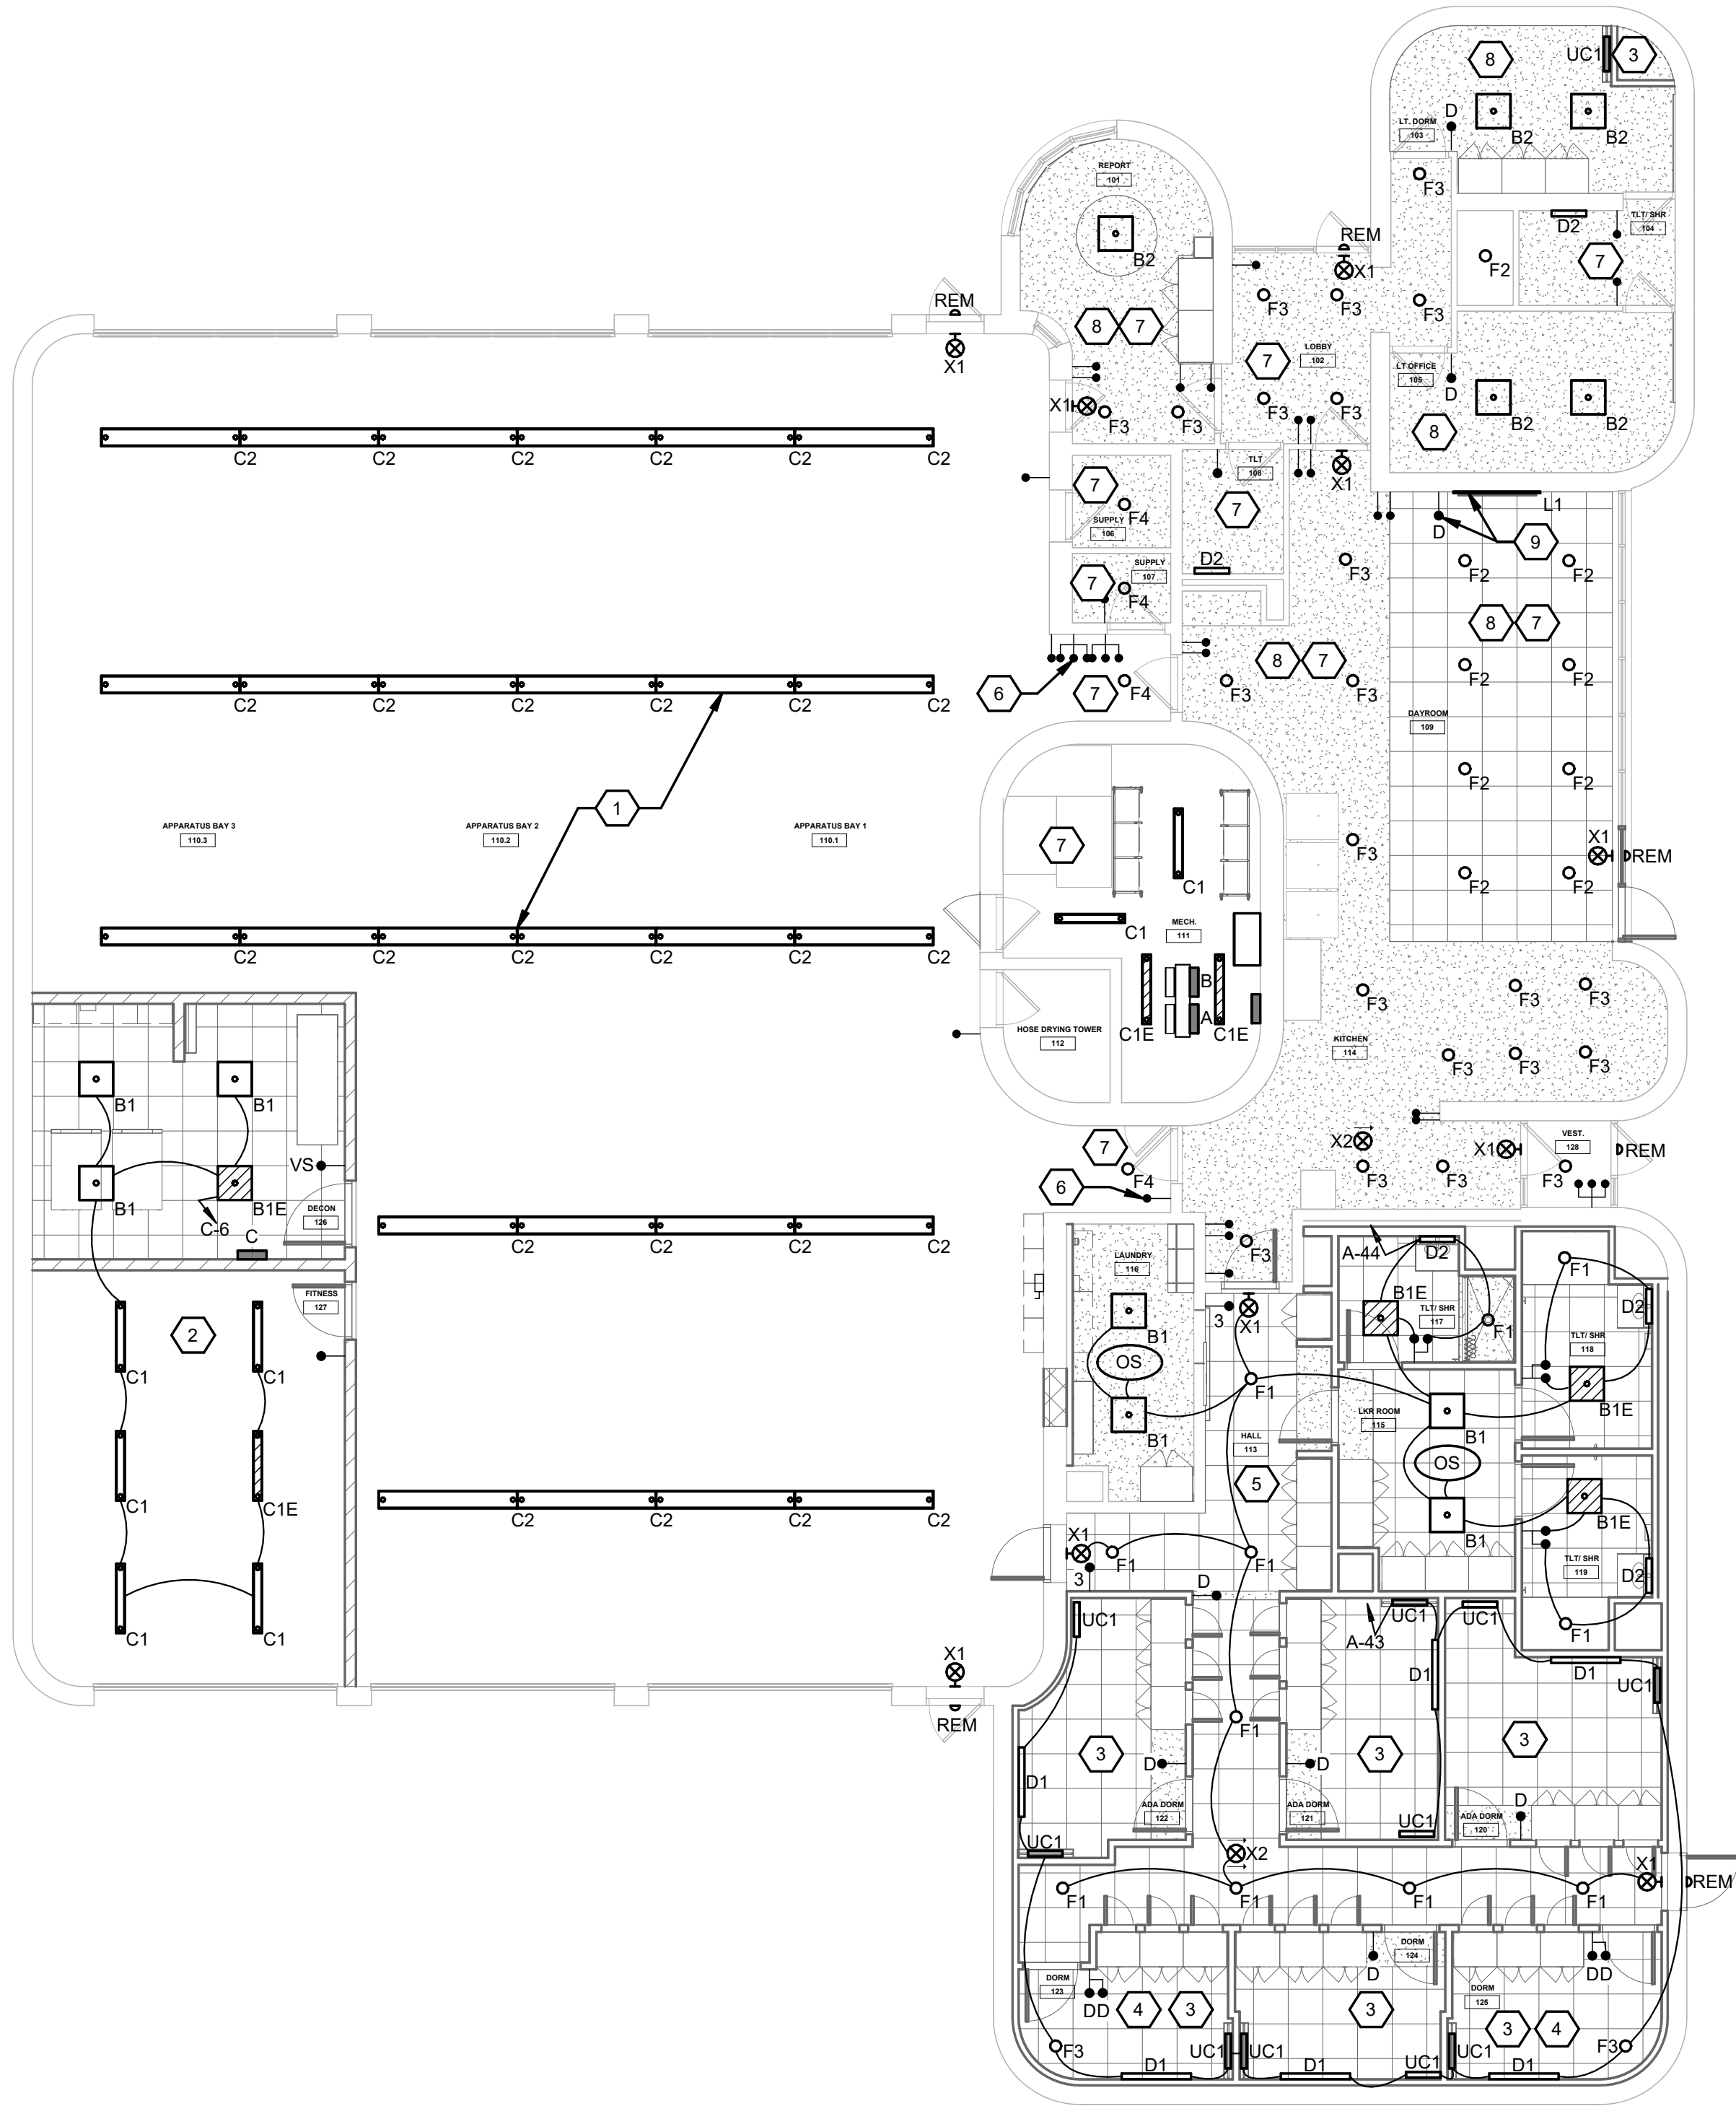 UC1
3
8
D
LT. DORM
103
B2
B2
REPORT
101
F3
D2
TLT/ SHR
104
REM
X1
B2
F2
7
REM
X1
F3
F3
F3
8
7
7
LOBBY
102
LT OFFICE
105
D
B2
B2
X1
F3
F3
F3
F3
8
C2
C2
C2
C2
C2
C2
X1
TLT
108
7
F4
SUPPLY
106
7
L1
D
9
D2
SUPPLY
107
7
F4
F3
F2
F2
8
7
8
7
6
7
F4
F3
F3
F2
F2
C2
C2
C2
C2
C2
C2
DAYROOM
109
F2
F2
1
APPARATUS BAY 3
110.3
APPARATUS BAY 2
110.2
APPARATUS BAY 1
110.1
7
F3
X1
REM
C1
F2
F2
C1
MECH.
111
C2
C2
C2
C2
C2
C2
B
A
C1E
C1E
HOSE DRYING TOWER
112
F3
F3
F3
KITCHEN
114
F3
F3
F3
B1
B1
7
X2
X1
VEST.
128
REM
F4
F3
F3
F3
VS
6
B1
B1E
DECON
126
C-6
C
C2
C2
C2
C2
LAUNDRY
116
F3
A-44
D2
F1
FITNESS
127
2
B1
3
X1
B1E
TLT/ SHR
117
F1
D2
TLT/ SHR
118
OS
C1
C1
F1
B1E
B1
LKR ROOM
115
B1
HALL
113
OS
5
C1
C1E
C2
C2
C2
C2
B1
B1E
X1
F1
F1
3
TLT/ SHR
119
D2
D
UC1
UC1
UC1
F1
A-43
C1
C1
X1
REM
D1
D1
UC1
F1
3
3
3
D
D
D1
ADA DORM
122
ADA DORM
121
D
ADA DORM
120
UC1
UC1
X2
X1
REM
F1
F1
F1
F1
DORM
124
D
DD
DORM
123
DD
4
3
3
DORM
125
3
4
F3
UC1
UC1
UC1
UC1
F3
D1
D1
D1